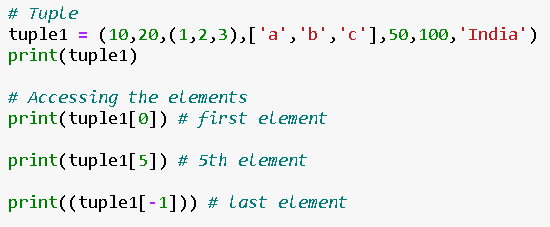 # Tuple
tuple1 = (10,20,(1,2,3),['a','b','c'],50,100,'India')
print(tuple1)
# Accessing the elements
print(tuple1[0]) # first element
print(tuple1[5]) # 5th element
print((tuple1[-1])) # last element